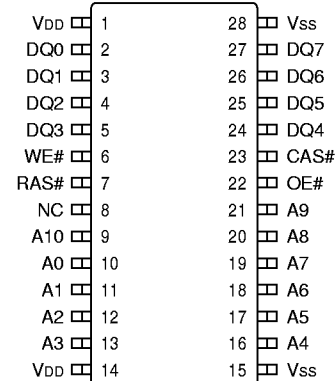 VDD 1 28 Vss
DQ0 2 27 DQ7
DQ1 3 26 DQ6
DQ2 4 25 DQ5
DQ3 5 24 DQ4
WE# 6 23 CAS#
RAS# 7 22 OE#
NC 8 21 A9
A10 9 20 A8
A0 10 19 A7
A1 11 18 A6
A2 12 17 A5
A3 13 16 A4
VDD 14 15 Vss